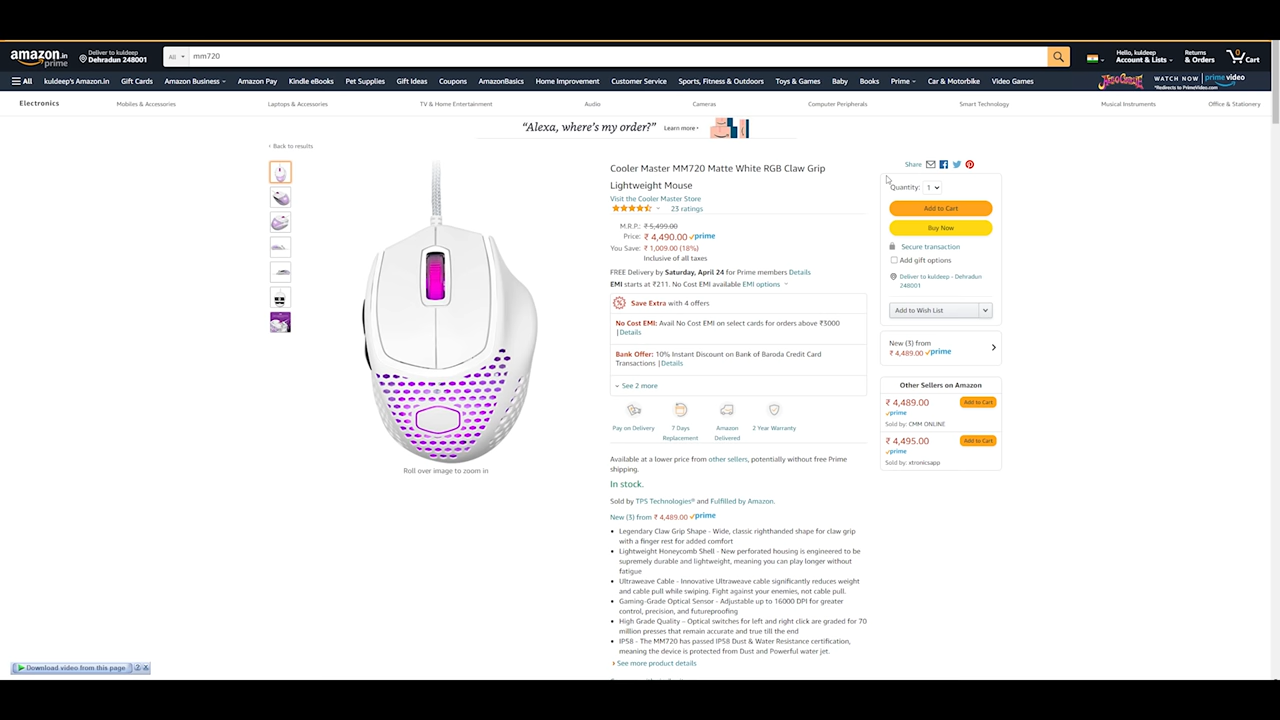 amazon.in
prime
Deliver to kuldeep
Dehradun 248001
All
mm720
Hello, kuldeep
Account & Lists
Returns
& Orders
0
Cart
All
kuldeep's Amazon.in
Gift Cards
Amazon Business
Amazon Pay
Kindle eBooks
Pet Supplies
Gift Ideas
Coupons
AmazonBasics
Home Improvement
Customer Service
Sports, Fitness & Outdoors
Toys & Games
Baby
Books
Prime
Car & Motorbike
Video Games
WATCH NOW
*Redirects to PrimeVideo.com
prime video
Electronics
Mobiles & Accessories
Laptops & Accessories
TV & Home Entertainment
Audio
Cameras
Computer Peripherals
Smart Technology
Musical Instruments
Office & Stationery
“Alexa, where’s my order?”
Learn more ›
‹ Back to results
Roll over image to zoom in
Cooler Master MM720 Matte White RGB Claw Grip
Lightweight Mouse
Visit the Cooler Master Store
23 ratings
M.R.P.: ₹ 5,499.00
Price: ₹ 4,490.00 prime
You Save: ₹ 1,009.00 (18%)
Inclusive of all taxes
FREE Delivery by Saturday, April 24 for Prime members Details
EMI starts at ₹211. No Cost EMI available EMI options
Save Extra with 4 offers
No Cost EMI: Avail No Cost EMI on select cards for orders above ₹3000
| Details
Bank Offer: 10% Instant Discount on Bank of Baroda Credit Card
Transactions | Details
See 2 more
Pay on Delivery
7 Days
Replacement
Amazon
Delivered
2 Year Warranty
Available at a lower price from other sellers, potentially without free Prime
shipping.
In stock.
Sold by TPS Technologies® and Fulfilled by Amazon.
New (3) from ₹ 4,489.00 prime
• Legendary Claw Grip Shape - Wide, classic righthanded shape for claw grip
with a finger rest for added comfort
• Lightweight Honeycomb Shell - New perforated housing is engineered to be
supremely durable and lightweight, meaning you can play longer without
fatigue
• Ultraweave Cable - Innovative Ultraweave cable significantly reduces weight
and cable pull while swiping. Fight against your enemies, not cable pull.
• Gaming-Grade Optical Sensor - Adjustable up to 16000 DPI for greater
control, precision, and futureproofing
• High Grade Quality - Optical switches for left and right click are graded for 70
million presses that remain accurate and true till the end
• IP58 - The MM720 has passed IP58 Dust & Water Resistance certification,
meaning the device is protected from Dust and Powerful water jet.
› See more product details
Share
Quantity: 1
Add to Cart
Buy Now
Secure transaction
Add gift options
Deliver to kuldeep - Dehradun
248001
Add to Wish List
New (3) from
₹ 4,489.00 prime
Other Sellers on Amazon
₹ 4,489.00
Add to Cart
prime
Sold by: CMM ONLINE
₹ 4,495.00
Add to Cart
prime
Sold by: xtronicsapp
Download video from this page
? x